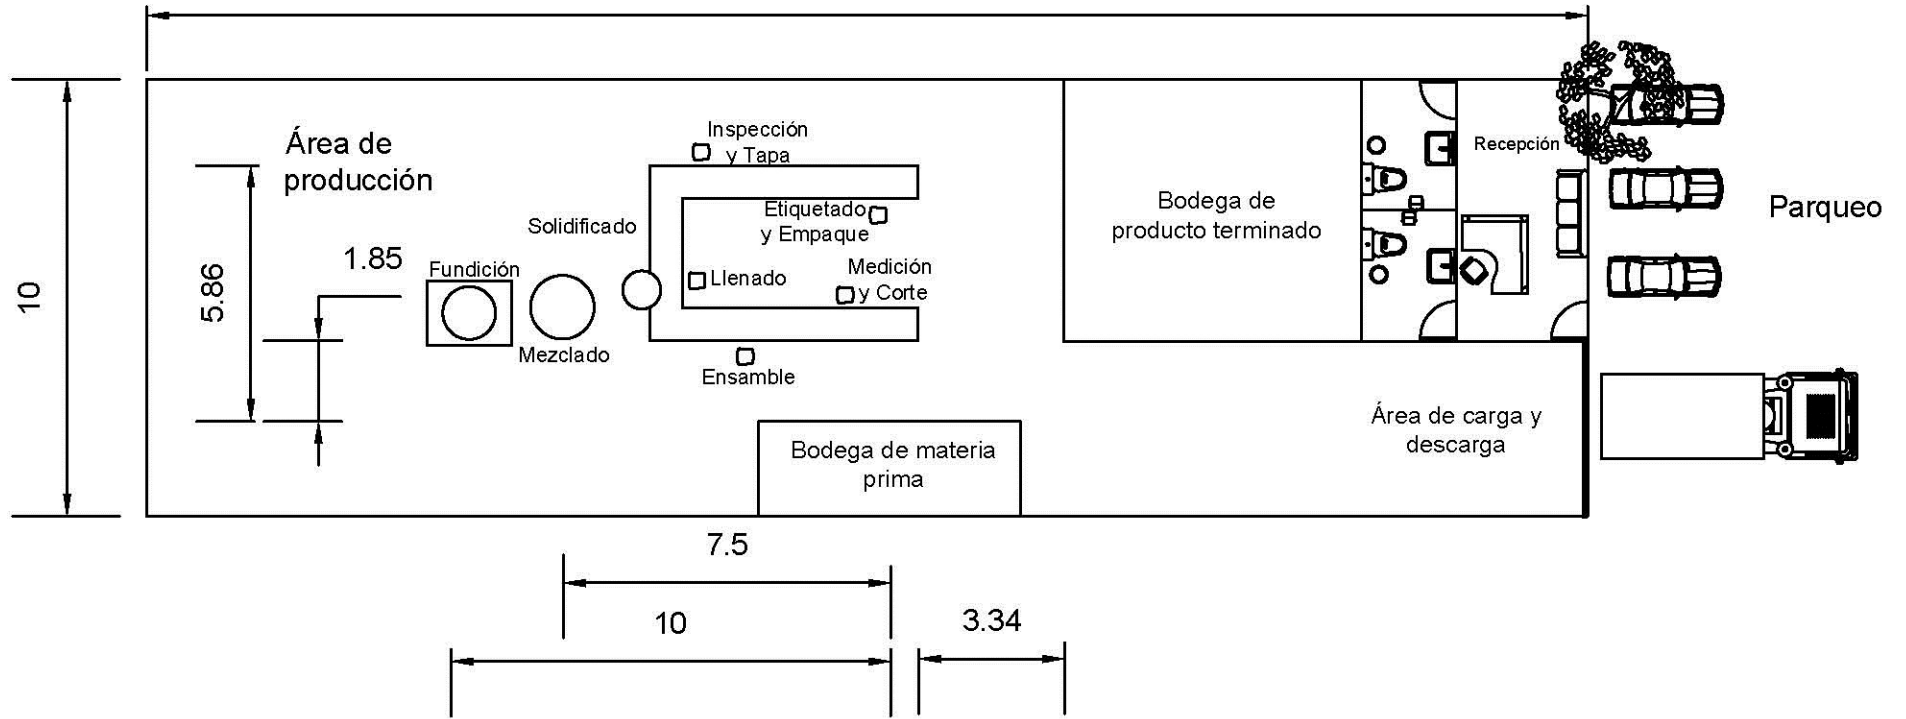 Área de
producción
Inspección
y Tapa
Etiquetado
y Empaque
Solidificado
Llenado
Medición
y Corte
Fundición
Mezclado
Ensamble
1.85
5.86
10
Bodega de
producto terminado
Recepción
Parqueo
Área de carga y
descarga
Bodega de materia
prima
7.5
10
3.34